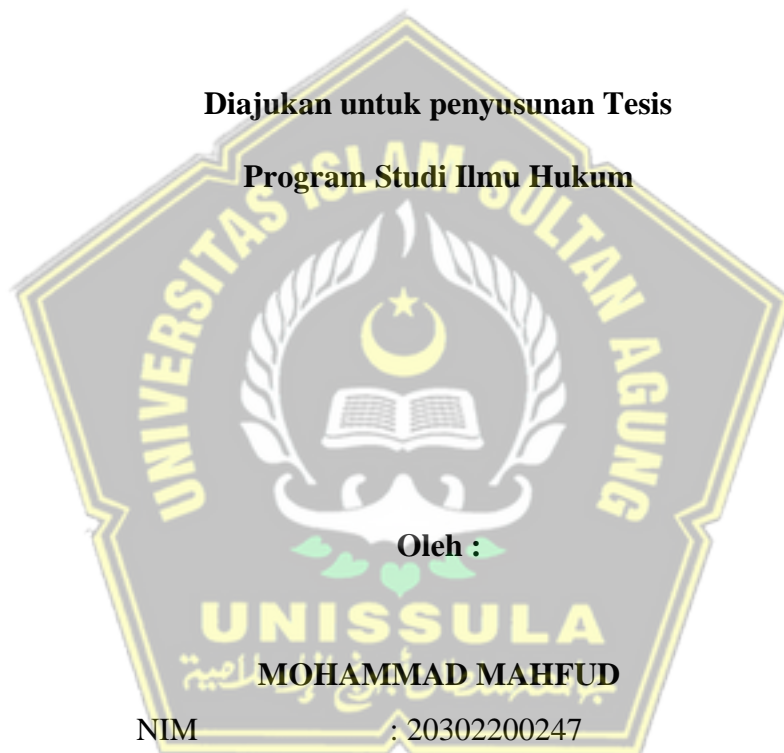 Diajukan untuk penyusunan Tesis
Program Studi Ilmu Hukum
UNIVERSITAS ISLAM SULTAN AGUNG
Oleh :
UNISSULA
MOHAMMAD MAHFUD
NIM : 20302200247